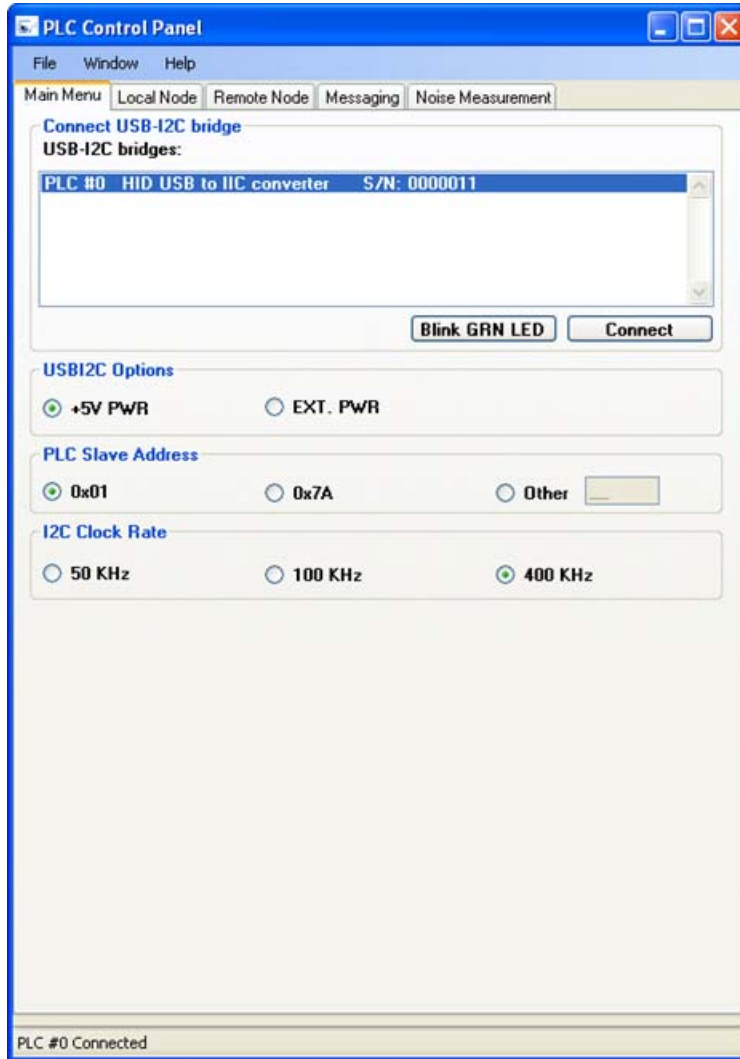 PLC Control Panel
File Window Help
Main Menu Local Node Remote Node Messaging Noise Measurement
Connect USB-I2C bridge
USB-I2C bridges:
PLC #0 HID USB to IIC converter S/N: 0000011
Blink GRN LED Connect
USBI2C Options
+5V PWR EXT. PWR
PLC Slave Address
0x01 0x7A Other __
I2C Clock Rate
50 KHz 100 KHz 400 KHz
PLC #0 Connected